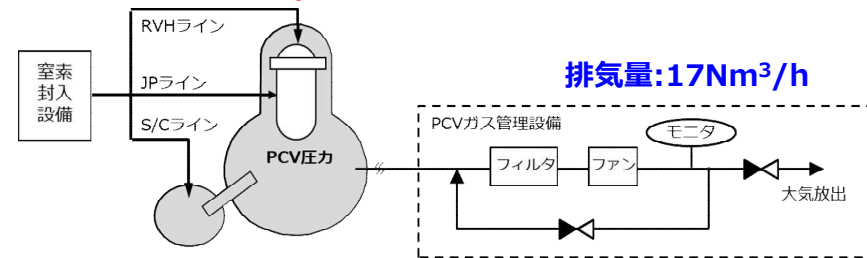 RVHライン
窒素
封入
設備
JPライン
S/Cライン
PCV圧力
排気量:17Nm³/h
PCVガス管理設備
モニタ
フィルタ
ファン
大気放出